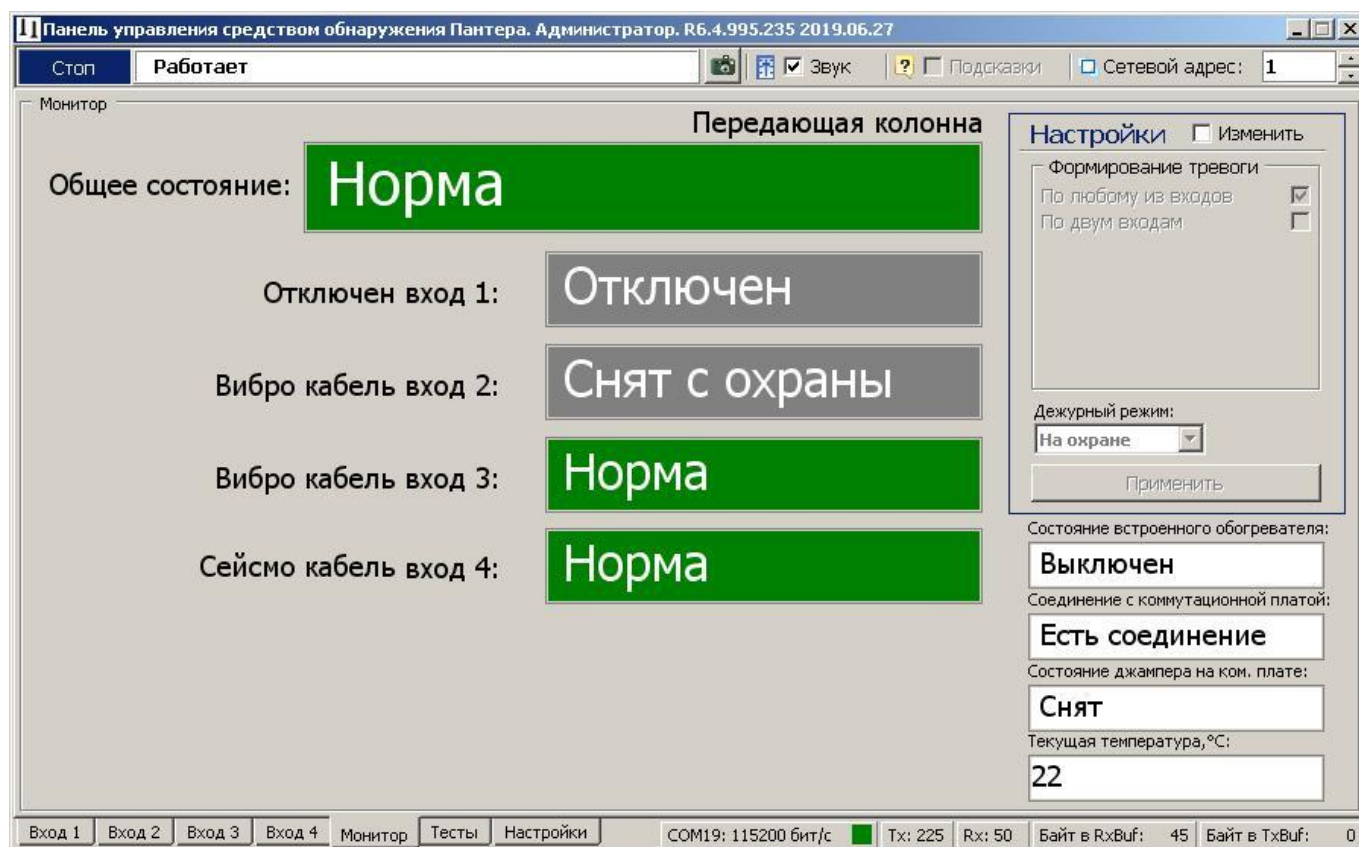 Панель управления средством обнаружения Пантера. Администратор. R6.4.995.235 2019.06.27
Стоп Работает Звук Подсказки Сетевой адрес: 1
Монитор
Передающая колонна
Общее состояние: Норма
Отключен вход 1: Отключен
Вибро кабель вход 2: Снят с охраны
Вибро кабель вход 3: Норма
Сейсмо кабель вход 4: Норма
Настройки Изменить
Формирование тревоги
По любому из входов
По двум входам
Дежурный режим:
На охране
Применить
Состояние встроенного обогревателя:
Выключен
Соединение с коммутационной платой:
Есть соединение
Состояние джампера на ком. плате:
Снят
Текущая температура,°C:
22
Вход 1 Вход 2 Вход 3 Вход 4 Монитор Тесты Настройки COM19: 115200 бит/с Tx: 225 Rx: 50 Байт в RxBuf: 45 Байт в TxBuf: 0